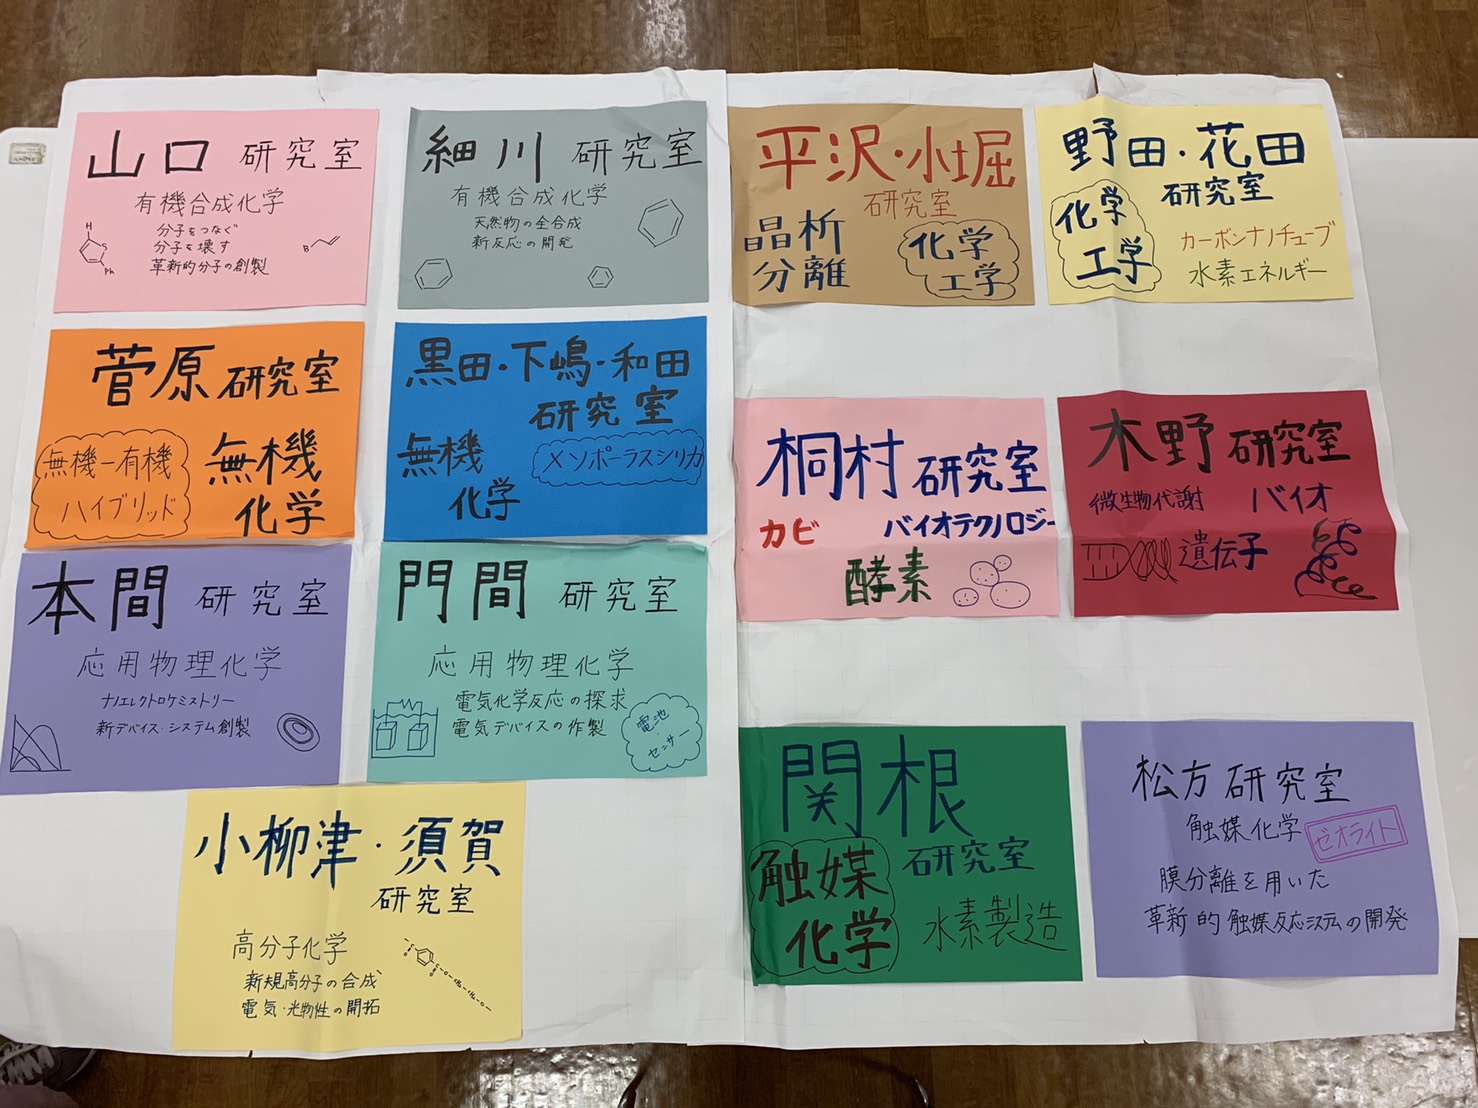 山口 研究室
有機合成化学
分子をつなぐ
分子を壊す
革新的分子の創製
H
S
Ph
B
細川 研究室
有機合成化学
天然物の全合成
新反応の開発
平沢・小堀
研究室
晶析
分離
化学
工学
野田・花田
研究室
化学
工学
カーボンナノチューブ
水素エネルギー
菅原 研究室
無機-有機
ハイブリッド
無機
化学
黒田・下嶋・和田
研究室
無機
化学
メソポーラスシリカ
桐村 研究室
カビ
バイオテクノロジー
酵素
木野 研究室
微生物代謝
バイオ
遺伝子
本間 研究室
応用物理化学
ナノエレクトロケミストリー
新デバイス・システム創製
門間 研究室
応用物理化学
電気化学反応の探求
電気デバイスの作製
電池
センサー
小柳津・須賀
研究室
高分子化学
新規高分子の合成
電気・光物性の開拓
関根
研究室
触媒
化学
水素製造
松方研究室
触媒化学
ゼオライト
膜分離を用いた
革新的触媒反応システムの開発